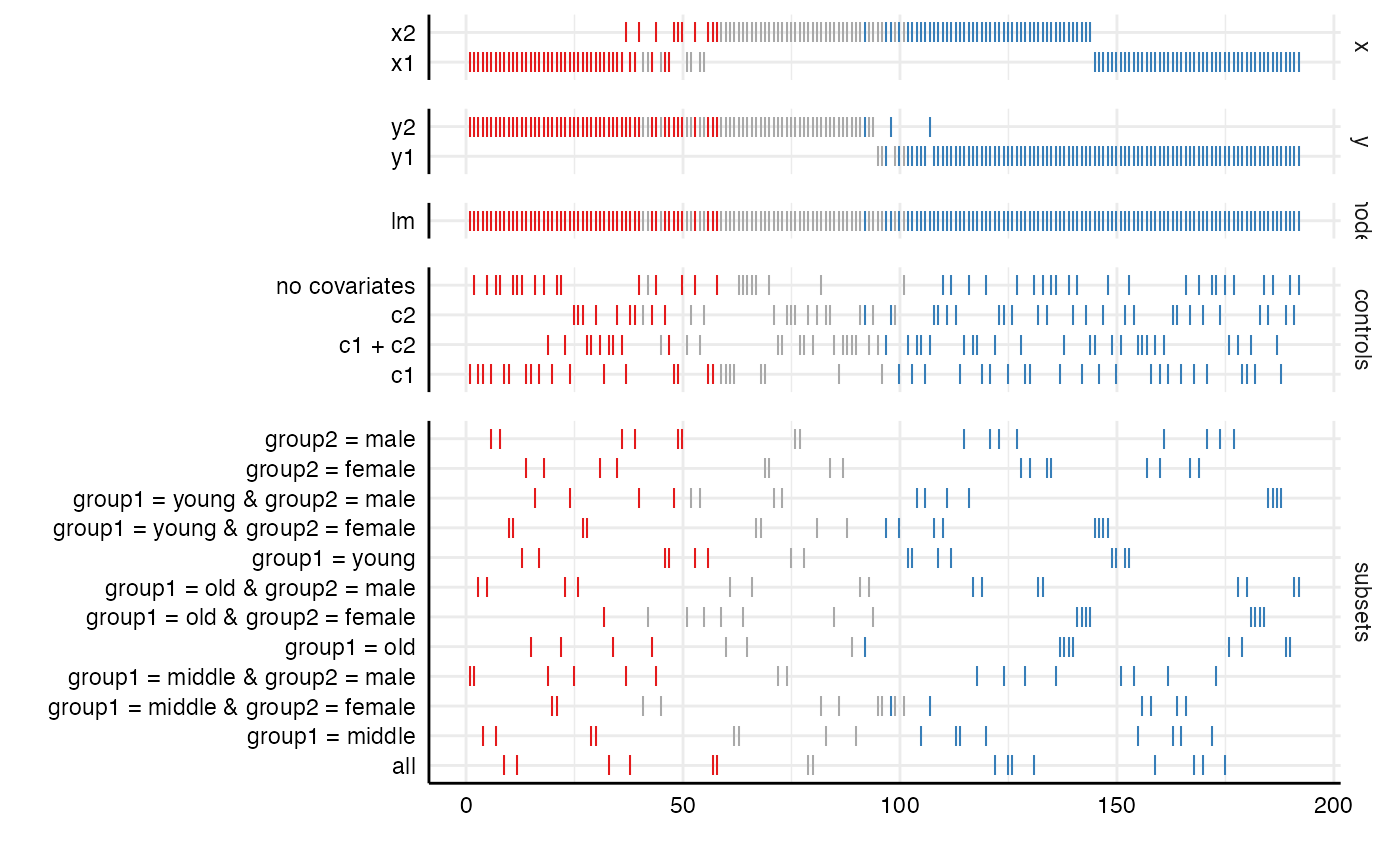 x2
x1
x
y2
y1
y
lm
no covariates
c2
c1 + c2
c1
controls
group2 = male
group2 = female
group1 = young & group2 = male
group1 = young & group2 = female
group1 = young
group1 = old & group2 = male
group1 = old & group2 = female
group1 = old
group1 = middle & group2 = male
group1 = middle & group2 = female
group1 = middle
all
subsets
0 50 100 150 200